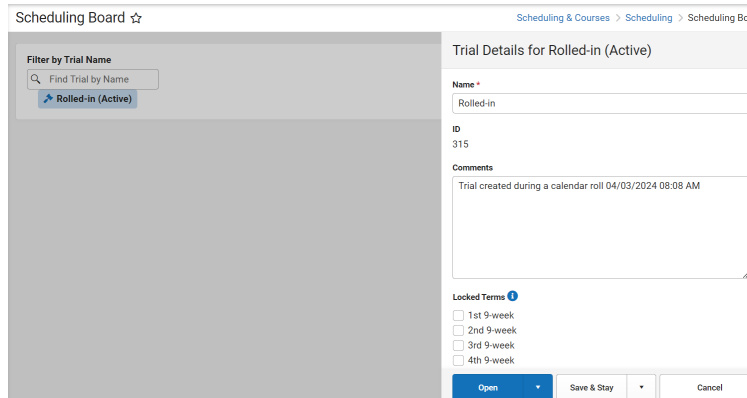 Scheduling Board
Scheduling & Courses > Scheduling > Scheduling Bo
Filter by Trial Name
Find Trial by Name
Rolled-in (Active)
Trial Details for Rolled-in (Active)
Name *
Rolled-in
ID
315
Comments
Trial created during a calendar roll 04/03/2024 08:08 AM
Locked Terms
1st 9-week
2nd 9-week
3rd 9-week
4th 9-week
Open
Save & Stay
Cancel